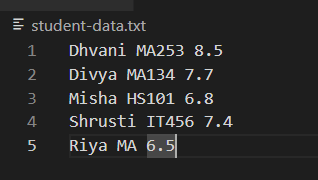 student-data.txt
1 Dhvani MA253 8.5
2 Divya MA134 7.7
3 Misha HS101 6.8
4 Shrusti IT456 7.4
5 Riya MA 6.5